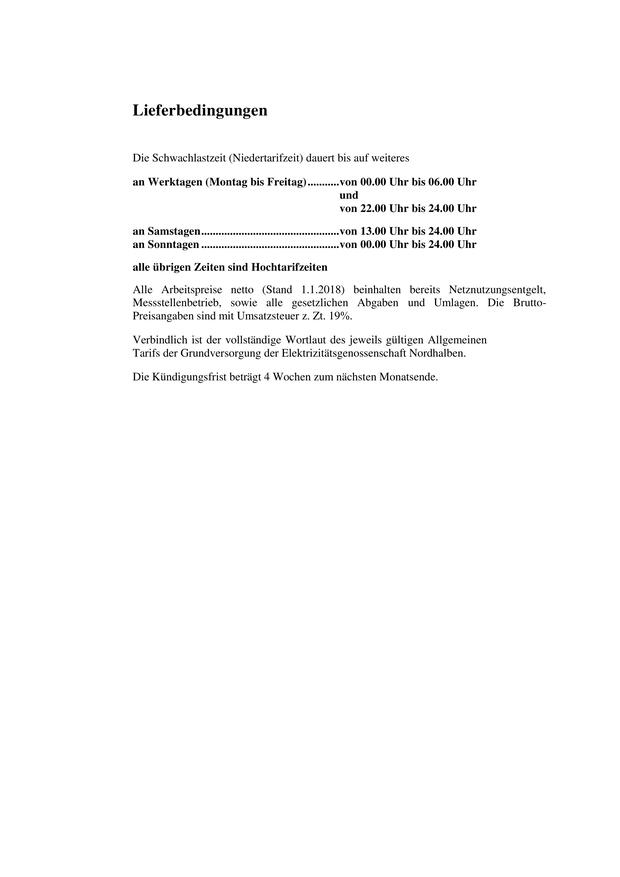 Lieferbedingungen
Die Schwachlastzeit (Niedertarifzeit) dauert bis auf weiteres
an Werktagen (Montag bis Freitag)...........von 00.00 Uhr bis 06.00 Uhr
und
von 22.00 Uhr bis 24.00 Uhr
an Samstagen................................................von 13.00 Uhr bis 24.00 Uhr
an Sonntagen ................................................von 00.00 Uhr bis 24.00 Uhr
alle übrigen Zeiten sind Hochtarifzeiten
Alle Arbeitspreise netto (Stand 1.1.2018) beinhalten bereits Netznutzungsentgelt,
Messstellenbetrieb, sowie alle gesetzlichen Abgaben und Umlagen. Die Brutto-
Preisangaben sind mit Umsatzsteuer z. Zt. 19%.
Verbindlich ist der vollständige Wortlaut des jeweils gültigen Allgemeinen
Tarifs der Grundversorgung der Elektrizitätsgenossenschaft Nordhalben.
Die Kündigungsfrist beträgt 4 Wochen zum nächsten Monatsende.